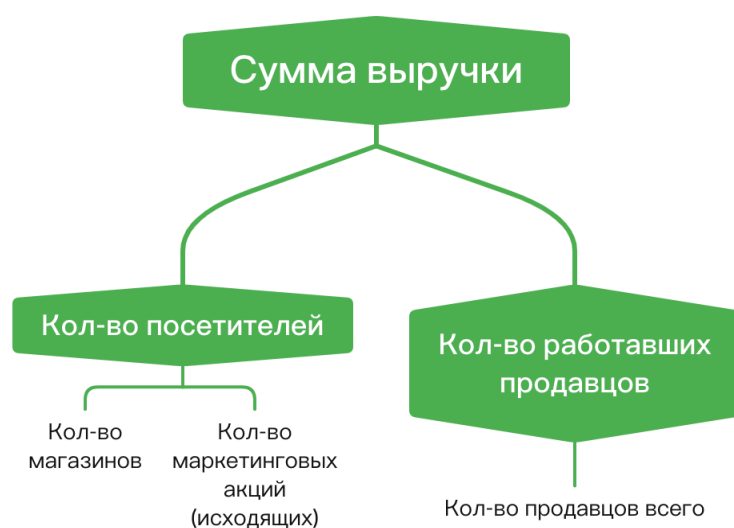 Сумма выручки
Кол-во посетителей
Кол-во работавших
продавцов
Кол-во
магазинов
Кол-во
маркетинговых
акций
(исходящих)
Кол-во продавцов всего